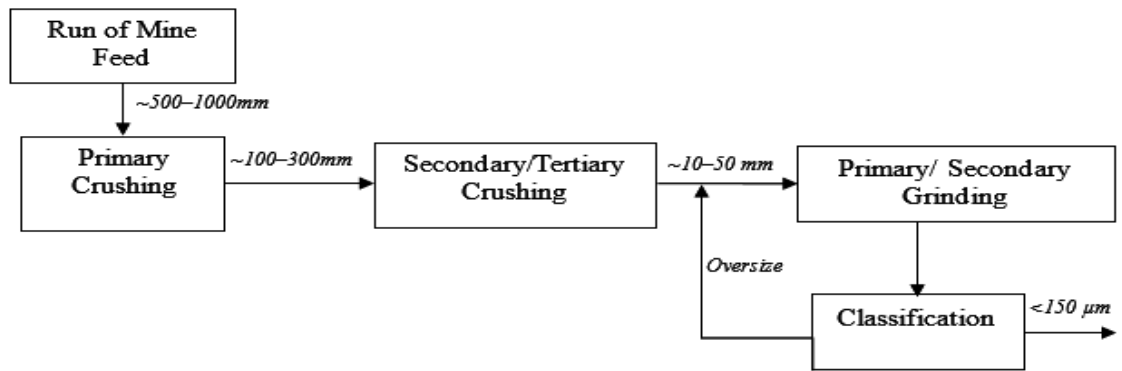 Run of Mine
Feed
~500–1000mm
Primary
Crushing
~100–300mm
Secondary/Tertiary
Crushing
~10–50 mm
Primary/ Secondary
Grinding
Oversize
Classification
<150 μm